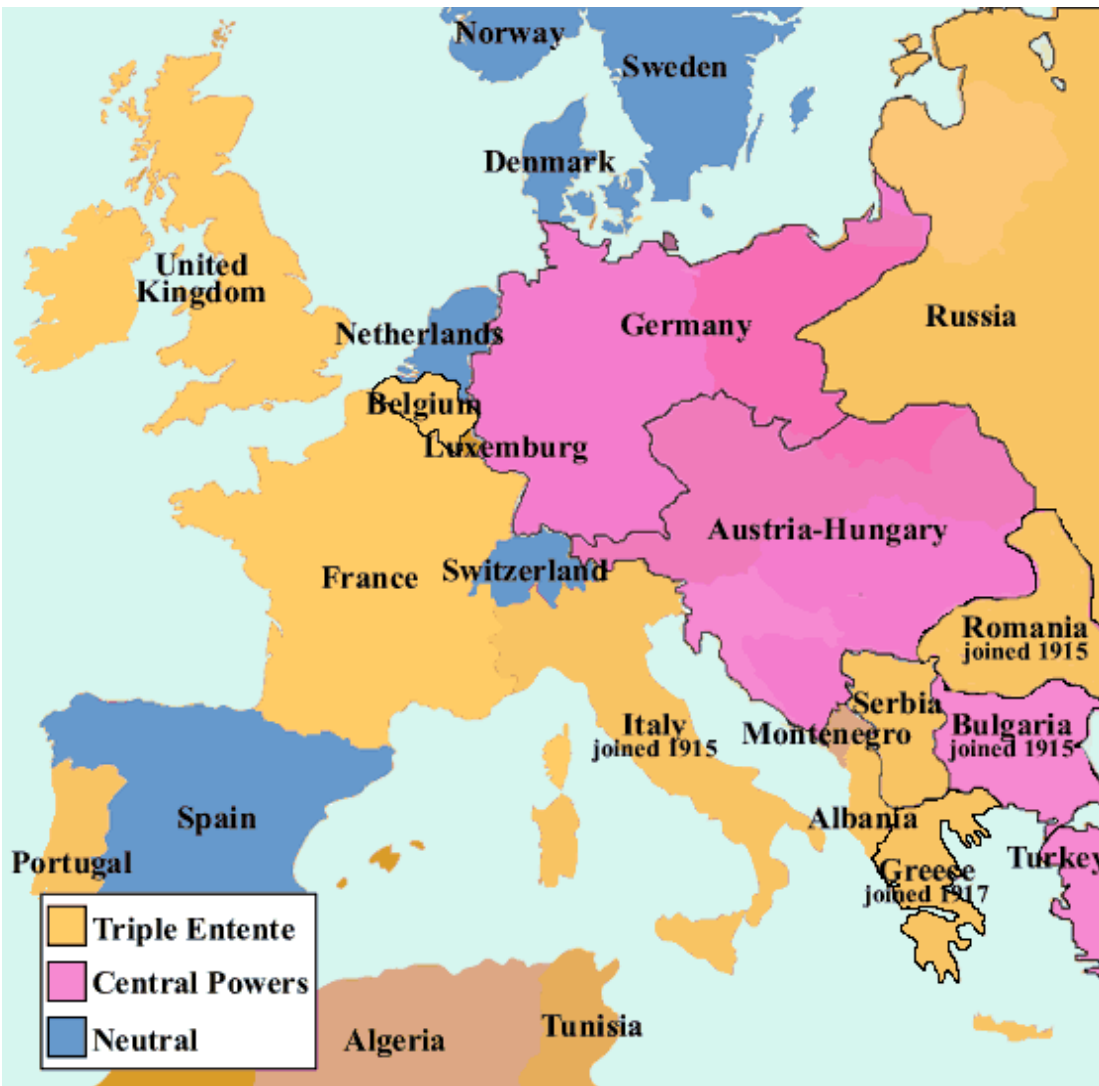 Norway
Sweden
Denmark
United
Kingdom
Netherlands
Germany
Russia
Belgium
Luxemburg
Austria-Hungary
Switzerland
France
Romania
joined 1915
Serbia
Italy
joined 1915
Montenegro
Bulgaria
joined 1915
Spain
Albania
Portugal
Greece
joined 1917
Turkey
Triple Entente
Central Powers
Neutral
Algeria
Tunisia